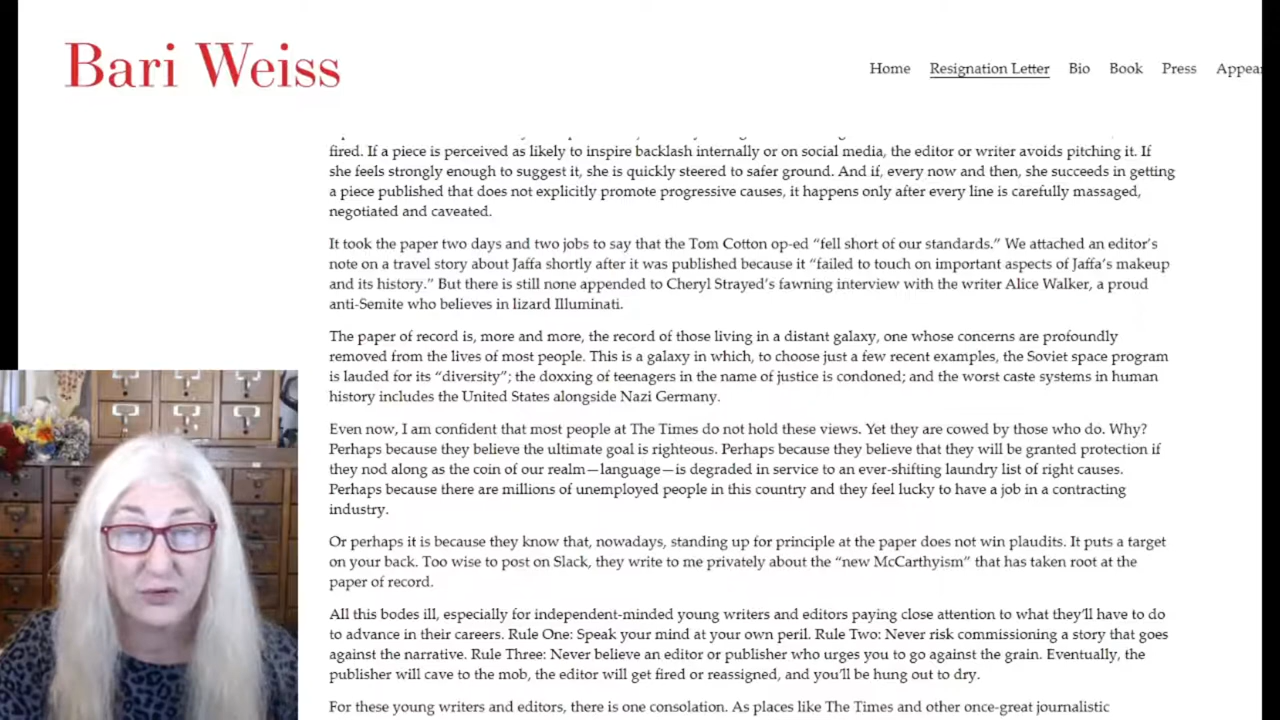 Bari Weiss
Home Resignation Letter Bio Book Press Appear
fired. If a piece is perceived as likely to inspire backlash internally or on social media, the editor or writer avoids pitching it. If
she feels strongly enough to suggest it, she is quickly steered to safer ground. And if, every now and then, she succeeds in getting
a piece published that does not explicitly promote progressive causes, it happens only after every line is carefully massaged,
negotiated and caveated.
It took the paper two days and two jobs to say that the Tom Cotton op-ed “fell short of our standards.” We attached an editor’s
note on a travel story about Jaffa shortly after it was published because it “failed to touch on important aspects of Jaffa’s makeup
and its history.” But there is still none appended to Cheryl Strayed’s fawning interview with the writer Alice Walker, a proud
anti-Semite who believes in lizard Illuminati.
The paper of record is, more and more, the record of those living in a distant galaxy, one whose concerns are profoundly
removed from the lives of most people. This is a galaxy in which, to choose just a few recent examples, the Soviet space program
is lauded for its “diversity”; the doxxing of teenagers in the name of justice is condoned; and the worst caste systems in human
history includes the United States alongside Nazi Germany.
Even now, I am confident that most people at The Times do not hold these views. Yet they are cowed by those who do. Why?
Perhaps because they believe the ultimate goal is righteous. Perhaps because they believe that they will be granted protection if
they nod along as the coin of our realm—language—is degraded in service to an ever-shifting laundry list of right causes.
Perhaps because there are millions of unemployed people in this country and they feel lucky to have a job in a contracting
industry.
Or perhaps it is because they know that, nowadays, standing up for principle at the paper does not win plaudits. It puts a target
on your back. Too wise to post on Slack, they write to me privately about the “new McCarthyism” that has taken root at the
paper of record.
All this bodes ill, especially for independent-minded young writers and editors paying close attention to what they’ll have to do
to advance in their careers. Rule One: Speak your mind at your own peril. Rule Two: Never risk commissioning a story that goes
against the narrative. Rule Three: Never believe an editor or publisher who urges you to go against the grain. Eventually, the
publisher will cave to the mob, the editor will get fired or reassigned, and you’ll be hung out to dry.
For these young writers and editors, there is one consolation. As places like The Times and other once-great journalistic